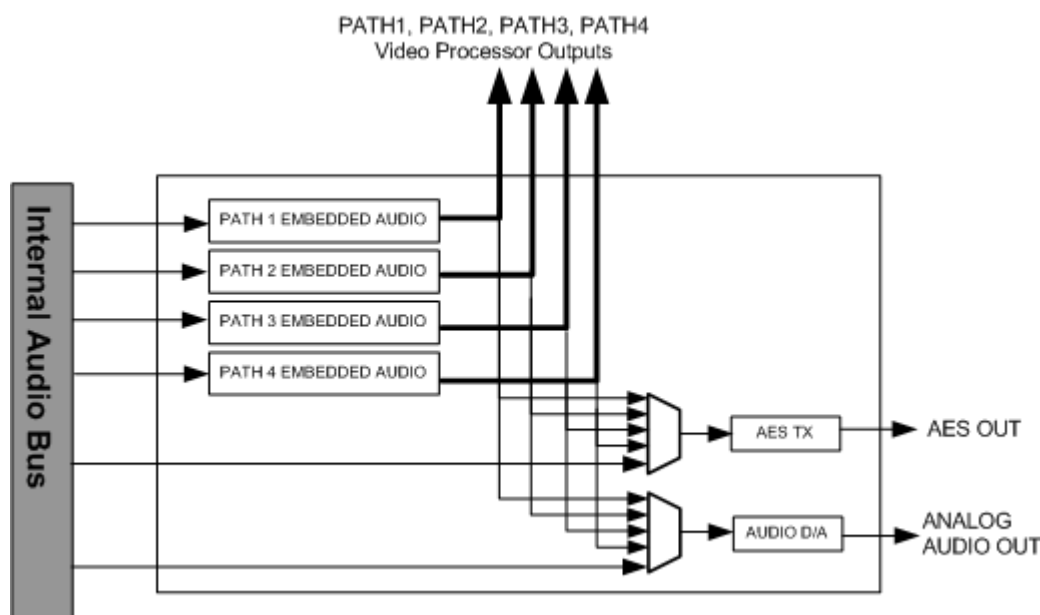 PATH1, PATH2, PATH3, PATH4
Video Processor Outputs
Internal Audio Bus
PATH 1 EMBEDDED AUDIO
PATH 2 EMBEDDED AUDIO
PATH 3 EMBEDDED AUDIO
PATH 4 EMBEDDED AUDIO
AES TX
AES OUT
AUDIO D/A
ANALOG
AUDIO OUT